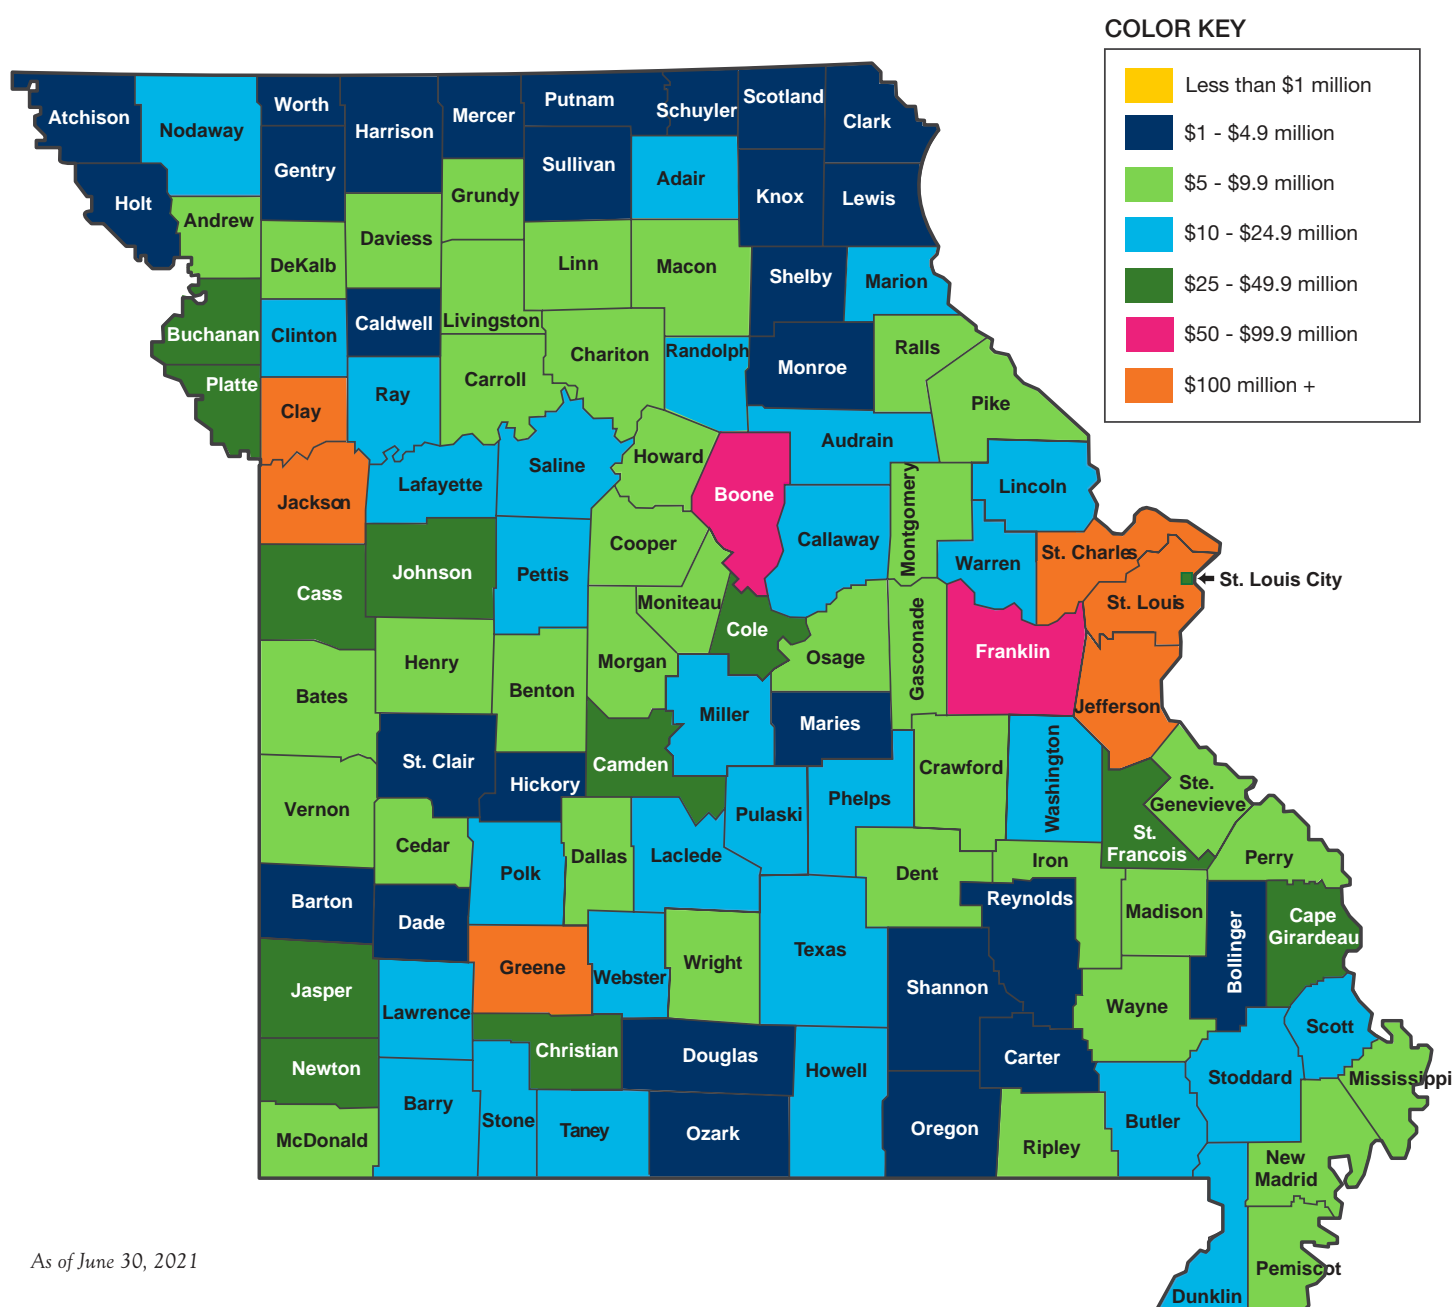 COLOR KEY
Less than $1 million
$1 - $4.9 million
$5 - $9.9 million
$10 - $24.9 million
$25 - $49.9 million
$50 - $99.9 million
$100 million +
Atchison
Nodaway
Worth
Harrison
Mercer
Putnam
Schuyler
Scotland
Clark
Gentry
Sullivan
Adair
Knox
Lewis
Holt
Andrew
Grundy
Daviess
DeKalb
Linn
Macon
Shelby
Marion
Buchanan
Clinton
Caldwell
Livingston
Chariton
Randolph
Monroe
Ralls
Platte
Clay
Ray
Carroll
Pike
Audrain
Howard
Saline
Lafayette
Jackson
Boone
Lincoln
Montgomery
Callaway
Cooper
St. Charles
Warren
Johnson
Pettis
Cass
St. Louis City
St. Louis
Moniteau
Cole
Osage
Gasconade
Franklin
Henry
Morgan
Benton
Bates
Miller
Maries
Jefferson
St. Clair
Hickory
Camden
Crawford
Washington
Ste.
Genevieve
Vernon
Pulaski
Phelps
St.
Francois
Cedar
Dallas
Laclede
Polk
Dent
Iron
Perry
Barton
Dade
Reynolds
Madison
Bollinger
Cape
Girardeau
Greene
Webster
Wright
Texas
Jasper
Lawrence
Shannon
Wayne
Scott
Christian
Douglas
Carter
Newton
Howell
Stoddard
Mississippi
Barry
Stone
Taney
Ozark
Oregon
Butler
McDonald
Ripley
New
Madrid
Pemiscot
Dunklin
As of June 30, 2021